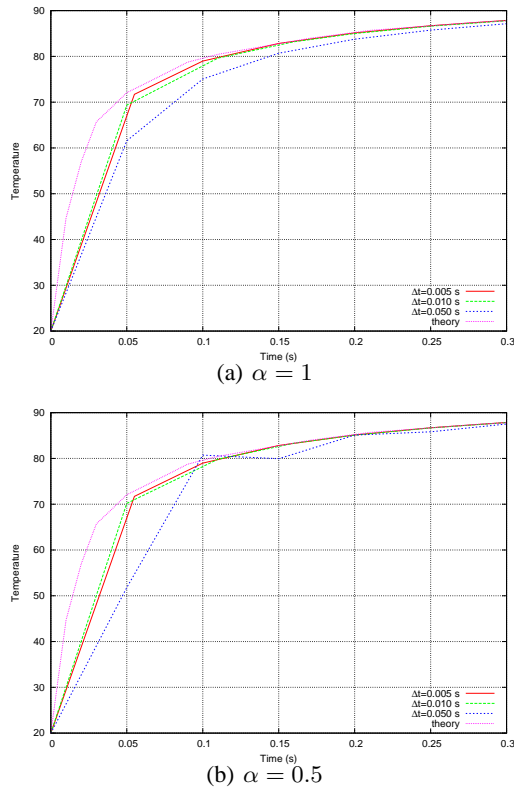 90
80
70
60
50
40
30
20
Temperature
0
0.05
0.1
0.15
0.2
0.25
0.3
Time (s)
Δt=0.005 s
Δt=0.010 s
Δt=0.050 s
theory
(a) α = 1
90
80
70
60
50
40
30
20
Temperature
0
0.05
0.1
0.15
0.2
0.25
0.3
Time (s)
Δt=0.005 s
Δt=0.010 s
Δt=0.050 s
theory
(b) α = 0.5